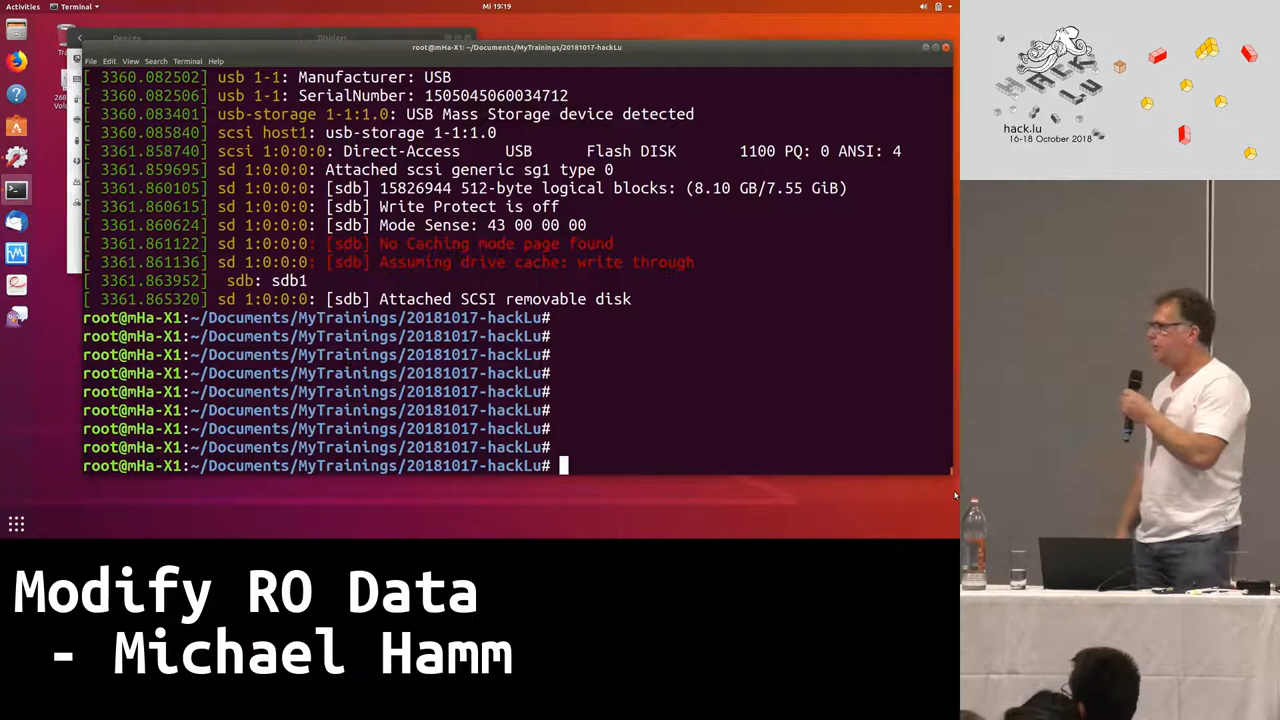 Activities
Terminal
Mi 19:19
Devices
Displays
root@mHa-X1: ~/Documents/MyTrainings/20181017-hackLu
File Edit View Search Terminal Help
[ 3360.082502] usb 1-1: Manufacturer: USB
[ 3360.082506] usb 1-1: SerialNumber: 1505045060034712
[ 3360.083401] usb-storage 1-1:1.0: USB Mass Storage device detected
[ 3360.085840] scsi host1: usb-storage 1-1:1.0
[ 3361.858740] scsi 1:0:0:0: Direct-Access USB Flash DISK 1100 PQ: 0 ANSI: 4
[ 3361.859695] sd 1:0:0:0: Attached scsi generic sg1 type 0
[ 3361.860105] sd 1:0:0:0: [sdb] 15826944 512-byte logical blocks: (8.10 GB/7.55 GiB)
[ 3361.860615] sd 1:0:0:0: [sdb] Write Protect is off
[ 3361.860624] sd 1:0:0:0: [sdb] Mode Sense: 43 00 00 00
[ 3361.861122] sd 1:0:0:0: [sdb] No Caching mode page found
[ 3361.861136] sd 1:0:0:0: [sdb] Assuming drive cache: write through
[ 3361.863952] sdb: sdb1
[ 3361.865320] sd 1:0:0:0: [sdb] Attached SCSI removable disk
root@mHa-X1:~/Documents/MyTrainings/20181017-hackLu#
root@mHa-X1:~/Documents/MyTrainings/20181017-hackLu#
root@mHa-X1:~/Documents/MyTrainings/20181017-hackLu#
root@mHa-X1:~/Documents/MyTrainings/20181017-hackLu#
root@mHa-X1:~/Documents/MyTrainings/20181017-hackLu#
root@mHa-X1:~/Documents/MyTrainings/20181017-hackLu#
root@mHa-X1:~/Documents/MyTrainings/20181017-hackLu#
root@mHa-X1:~/Documents/MyTrainings/20181017-hackLu#
root@mHa-X1:~/Documents/MyTrainings/20181017-hackLu#
HACK
LU
hack.lu
16-18 October 2018
Modify RO Data
- Michael Hamm